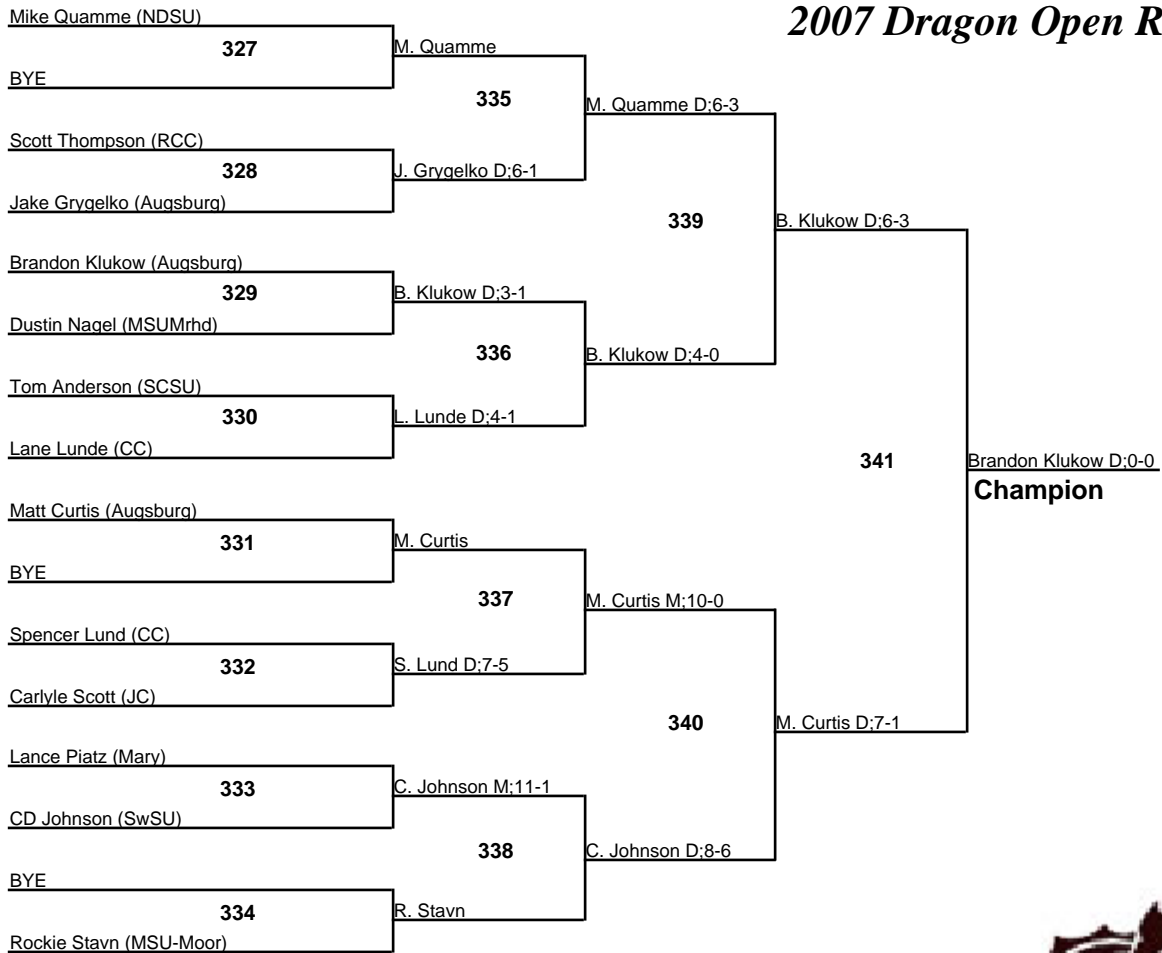 2007 Dragon Open R
Mike Quamme (NDSU)
327
BYE
M. Quamme
335
Scott Thompson (RCC)
328
Jake Grygelko (Augsburg)
J. Grygelko D;6-1
M. Quamme D;6-3
339
Brandon Klukow (Augsburg)
329
Dustin Nagel (MSUMrhd)
B. Klukow D;3-1
336
Tom Anderson (SCSU)
330
Lane Lunde (CC)
L. Lunde D;4-1
B. Klukow D;4-0
B. Klukow D;6-3
341
Matt Curtis (Augsburg)
331
BYE
M. Curtis
337
Spencer Lund (CC)
332
Carlyle Scott (JC)
S. Lund D;7-5
M. Curtis M;10-0
340
Lance Piatz (Mary)
333
CD Johnson (SwSU)
C. Johnson M;11-1
338
BYE
334
Rockie Stavn (MSU-Moor)
R. Stavn
C. Johnson D;8-6
M. Curtis D;7-1
Brandon Klukow D;0-0
Champion